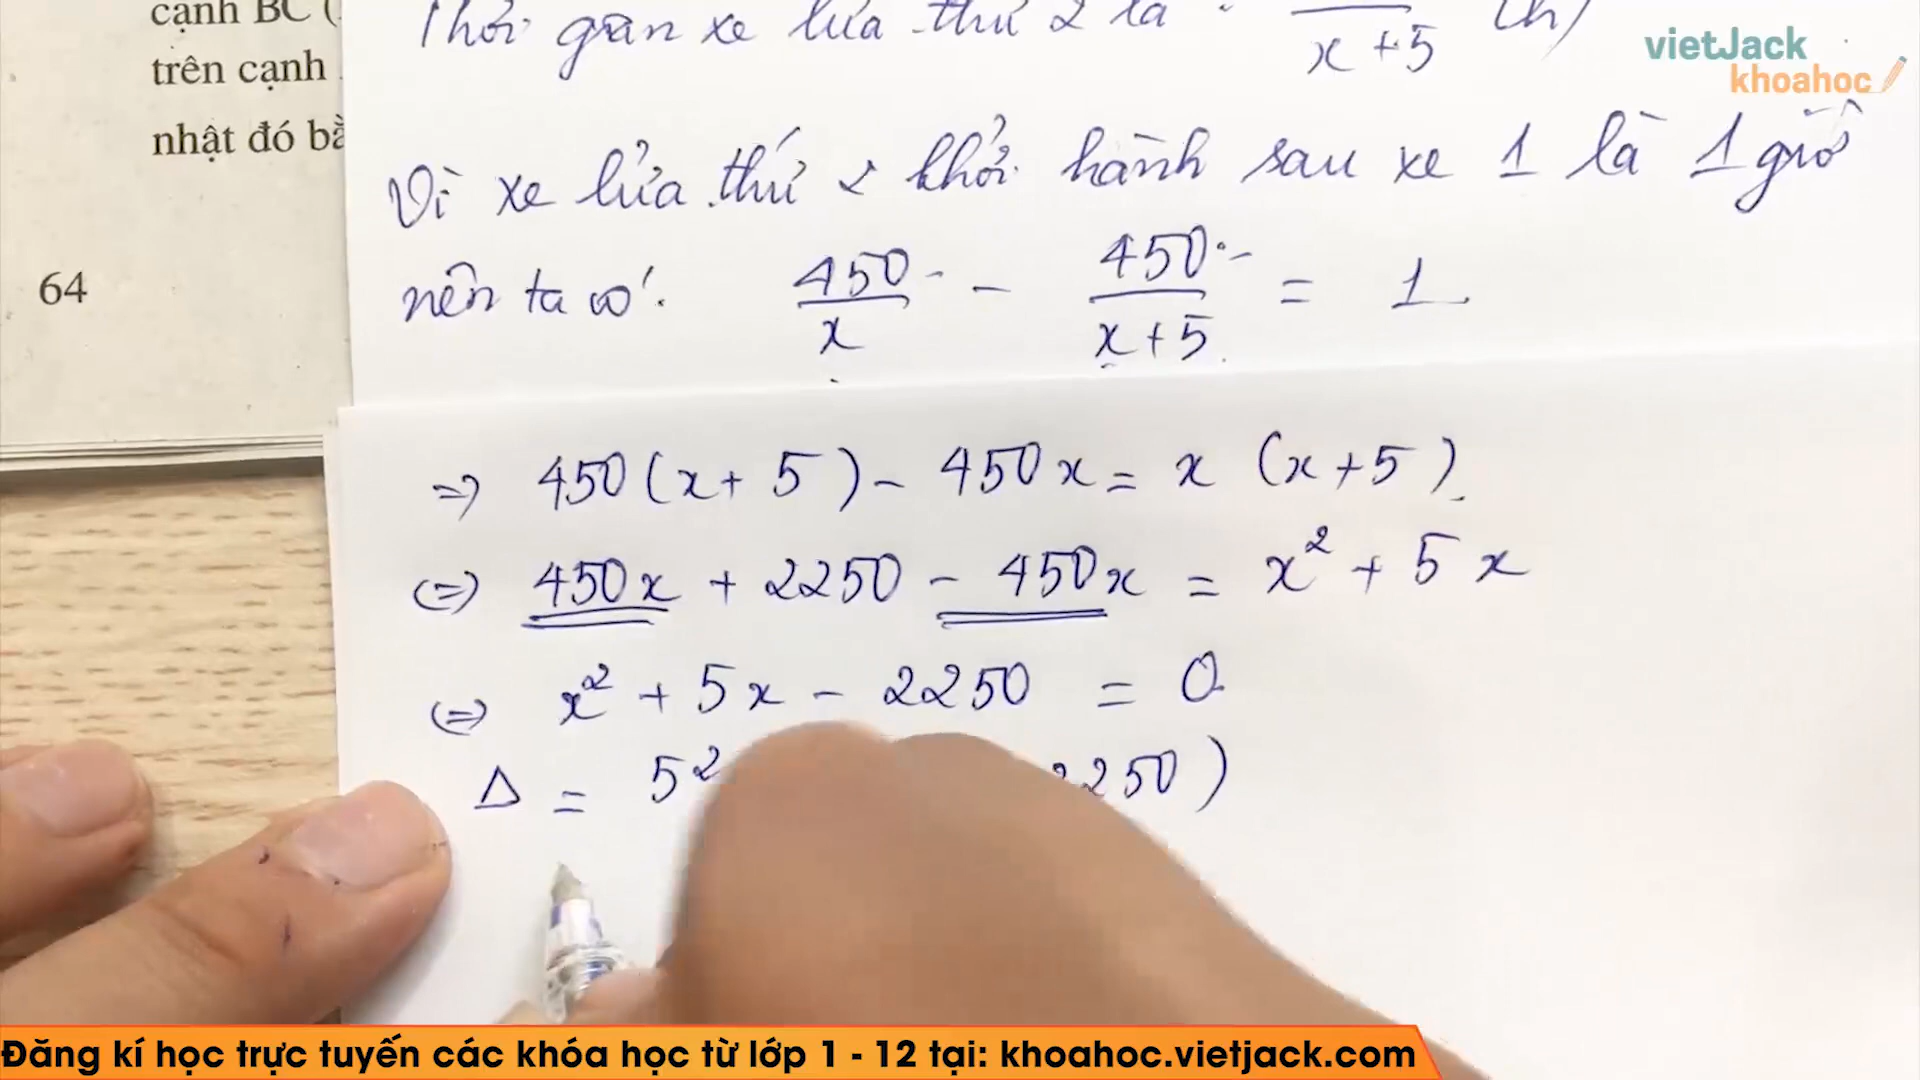 cạnh BC (
trên cạnh
nhật đó bằ
64
vietJack
khoahoc
Thời gian xe lửa thứ 2 là : x+5 (h)
Vì xe lửa thứ 2 khởi hành sau xe 1 là 1 giờ
nên ta có: 450/x - 450/x+5 = 1
=> 450(x+5) - 450x = x (x+5)
(=) 450x + 2250 - 450x = x² + 5x
(=) x² + 5x - 2250 = 0
Δ = 5² 250)
Đăng kí học trực tuyến các khóa học từ lớp 1 - 12 tại: khoahoc.vietjack.com